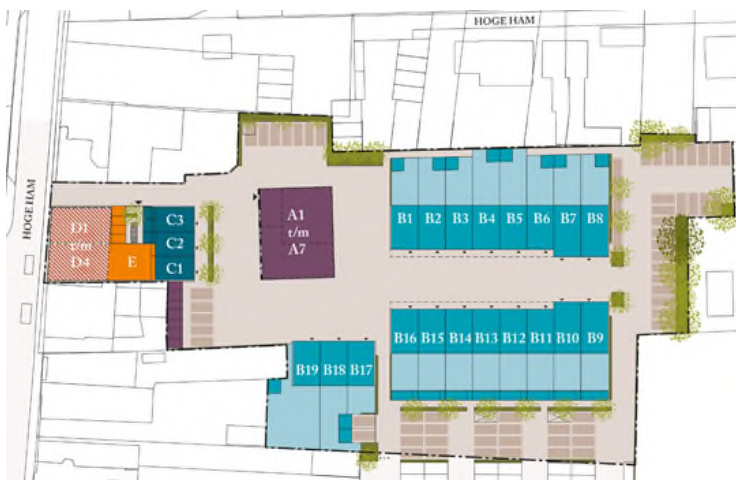 HOGE HAM
HOGE HAM
D1
t/m
D4
E
C3
C2
C1
A1
t/m
A7
B1 B2 B3 B4 B5 B6 B7 B8
B16 B15 B14 B13 B12 B11 B10 B9
B19 B18 B17